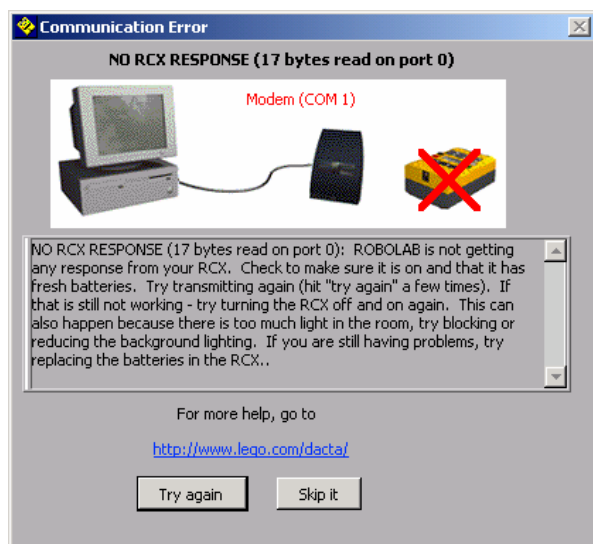 Communication Error
NO RCX RESPONSE (17 bytes read on port 0)
Modem (COM 1)
NO RCX RESPONSE (17 bytes read on port 0):  ROBOLAB is not getting
any response from your RCX.  Check to make sure it is on and that it has
fresh batteries.  Try transmitting again (hit "try again" a few times).  If
that is still not working - try turning the RCX off and on again.  This can
also happen because there is too much light in the room, try blocking or
reducing the background lighting.  If you are still having problems, try
replacing the batteries in the RCX..
For more help, go to
http://www.lego.com/dacta/
Try again
Skip it